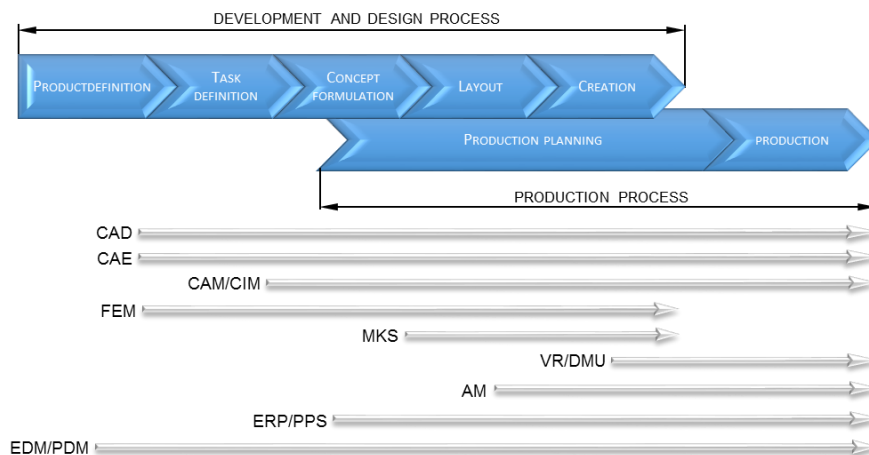 DEVELOPMENT AND DESIGN PROCESS
PRODUCTDEFINITION
TASK
DEFINITION
CONCEPT
FORMULATION
LAYOUT
CREATION
PRODUCTION PLANNING
PRODUCTION
PRODUCTION PROCESS
CAD
CAE
CAM/CIM
FEM
MKS
VR/DMU
AM
ERP/PPS
EDM/PDM